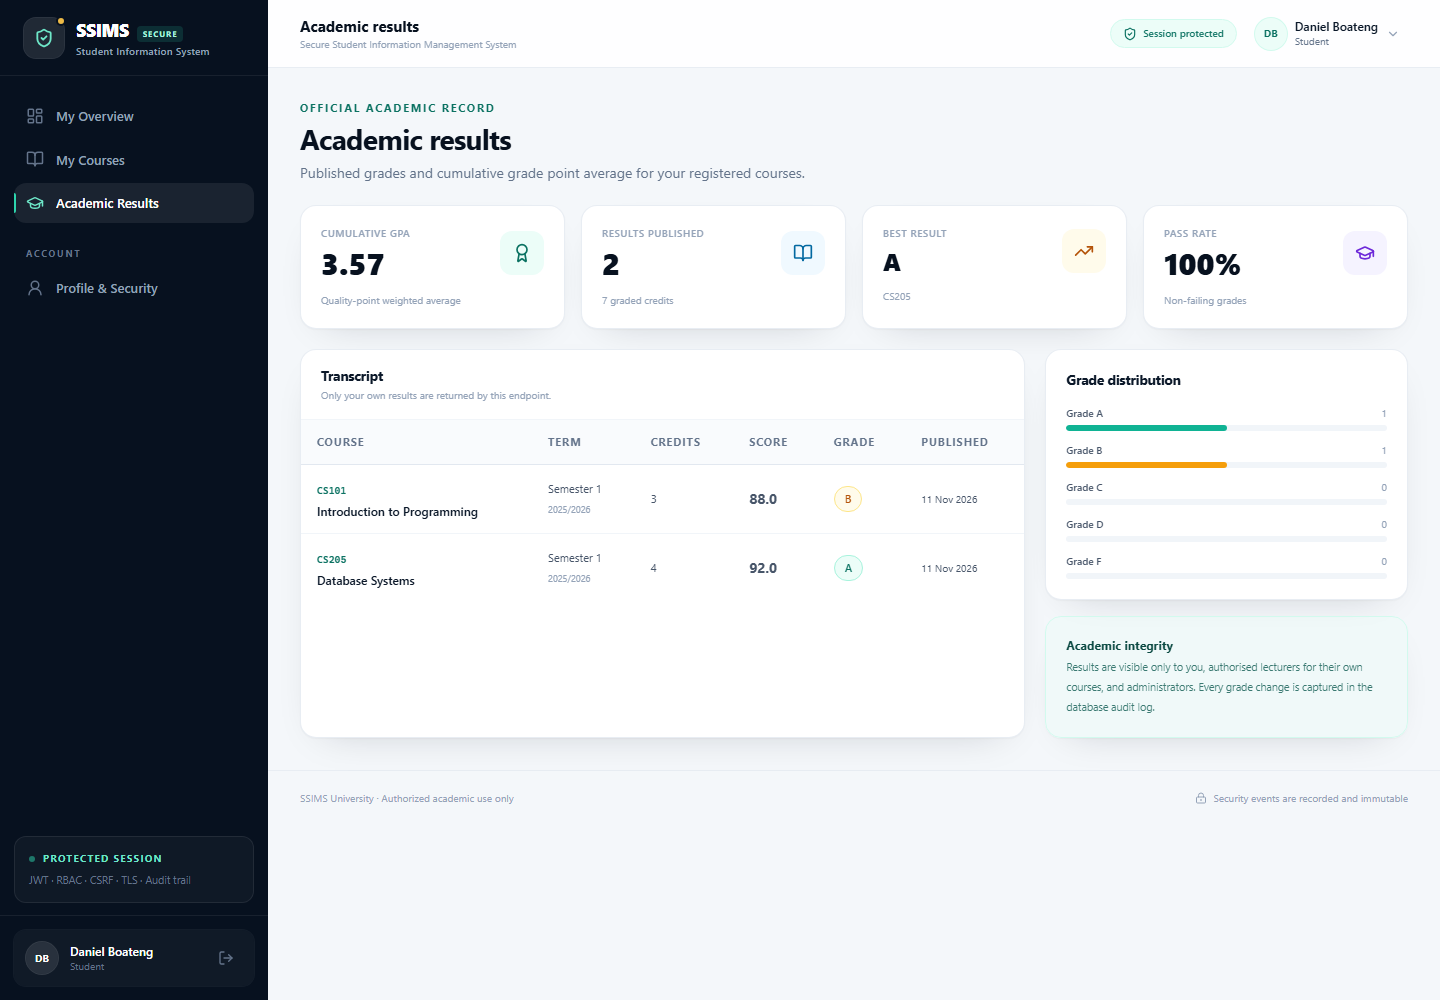 SSIMS SECURE
Student Information System
My Overview
My Courses
Academic Results
ACCOUNT
Profile & Security
PROTECTED SESSION
JWT · RBAC · CSRF · TLS · Audit trail
DB
Daniel Boateng
Student
Academic results
Secure Student Information Management System
Session protected
DB
Daniel Boateng
Student
OFFICIAL ACADEMIC RECORD
Academic results
Published grades and cumulative grade point average for your registered courses.
CUMULATIVE GPA
3.57
Quality-point weighted average
RESULTS PUBLISHED
2
7 graded credits
BEST RESULT
A
CS205
PASS RATE
100%
Non-failing grades
Transcript
Only your own results are returned by this endpoint.
COURSE TERM CREDITS SCORE GRADE PUBLISHED
CS101
Introduction to Programming
Semester 1
2025/2026
3 88.0 B 11 Nov 2026
CS205
Database Systems
Semester 1
2025/2026
4 92.0 A 11 Nov 2026
Grade distribution
Grade A 1
Grade B 1
Grade C 0
Grade D 0
Grade F 0
Academic integrity
Results are visible only to you, authorised lecturers for their own
courses, and administrators. Every grade change is captured in the
database audit log.
SSIMS University · Authorized academic use only
Security events are recorded and immutable